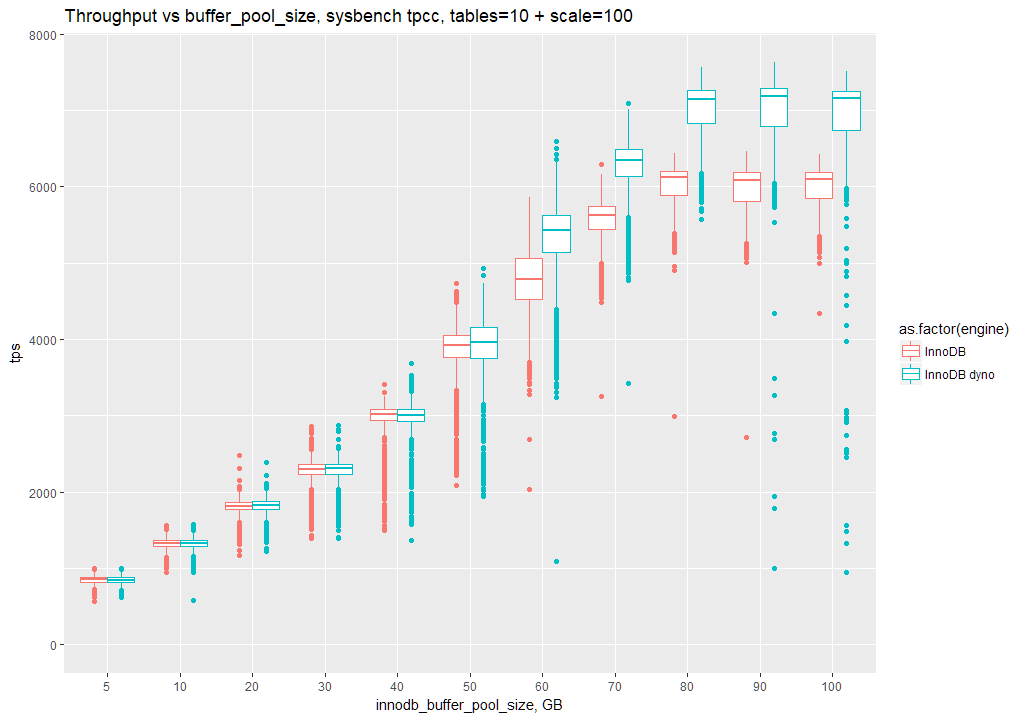 Throughput vs buffer_pool_size, sysbench tpcc, tables=10 + scale=100
8000
6000
4000
2000
0
tps
5 10 20 30 40 50 60 70 80 90 100
innodb_buffer_pool_size, GB
as.factor(engine)
InnoDB
InnoDB dyno